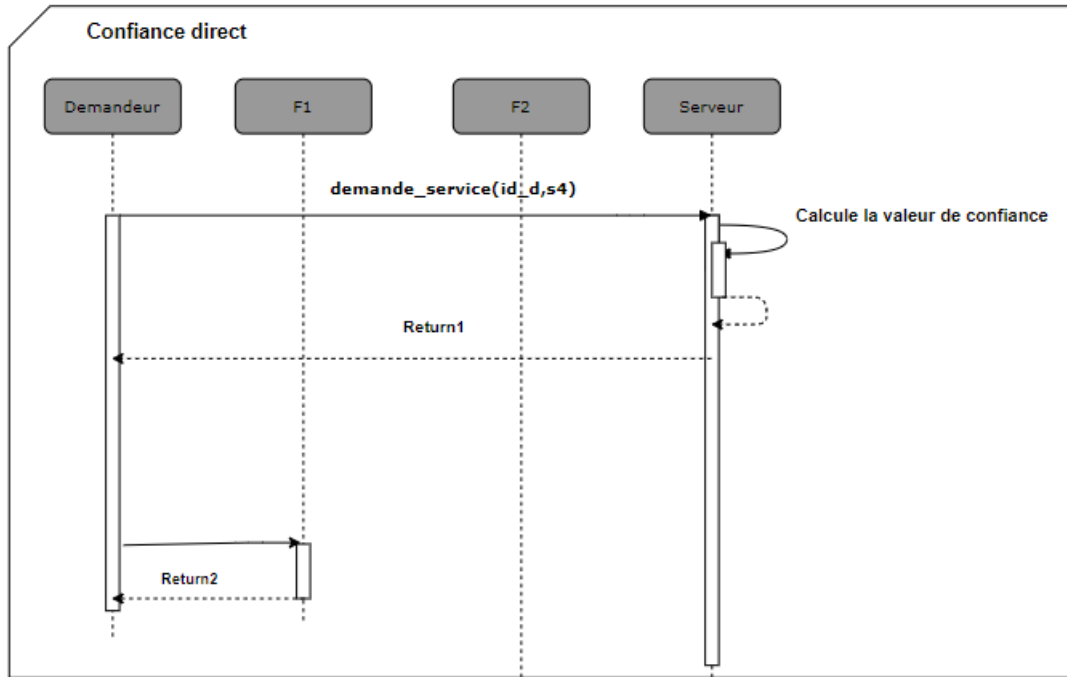 Confiance direct
Demandeur
F1
F2
Serveur
demande_service(id_d,s4)
Calcule la valeur de confiance
Return1
Return2